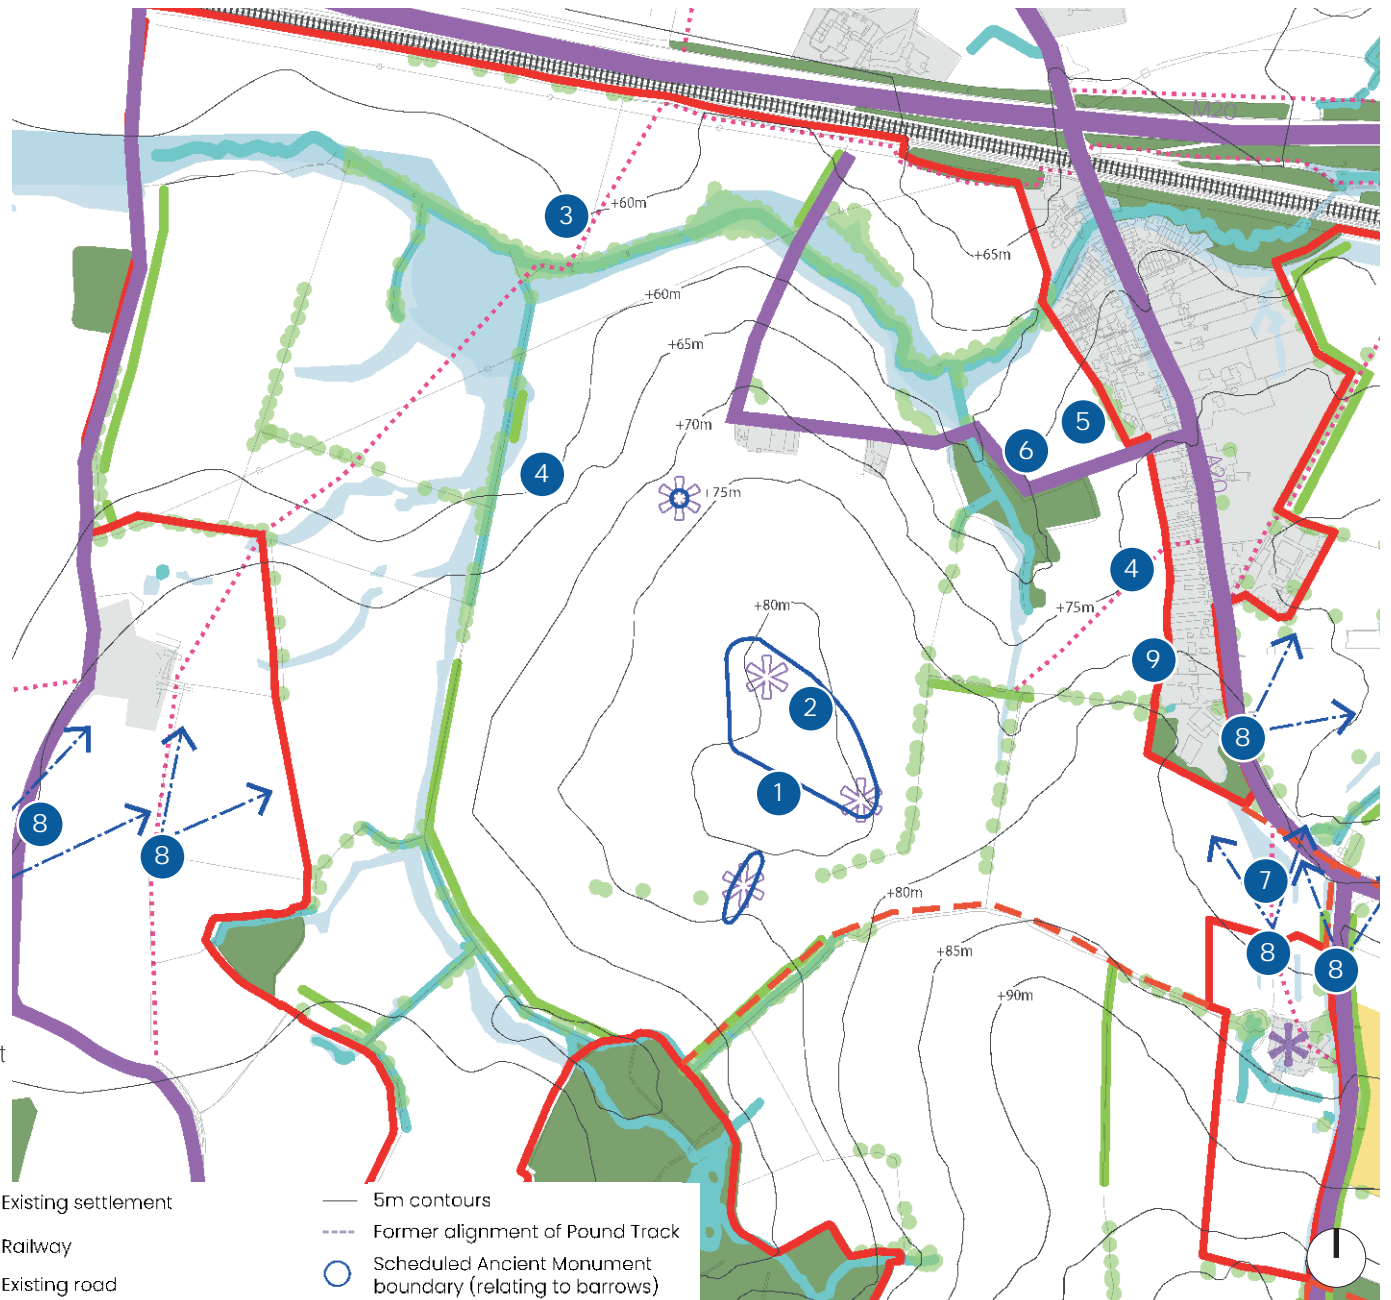 M20
3
+60m
+65m
+60m
+65m
+70m
5
6
A20
4
+75m
4
+80m
+75m
9
2
8
1
8
8
7
+80m
+85m
8
8
+90m
t
Existing settlement
5m contours
Former alignment of Pound Track
Railway
Scheduled Ancient Monument
boundary (relating to barrows)
Existing road